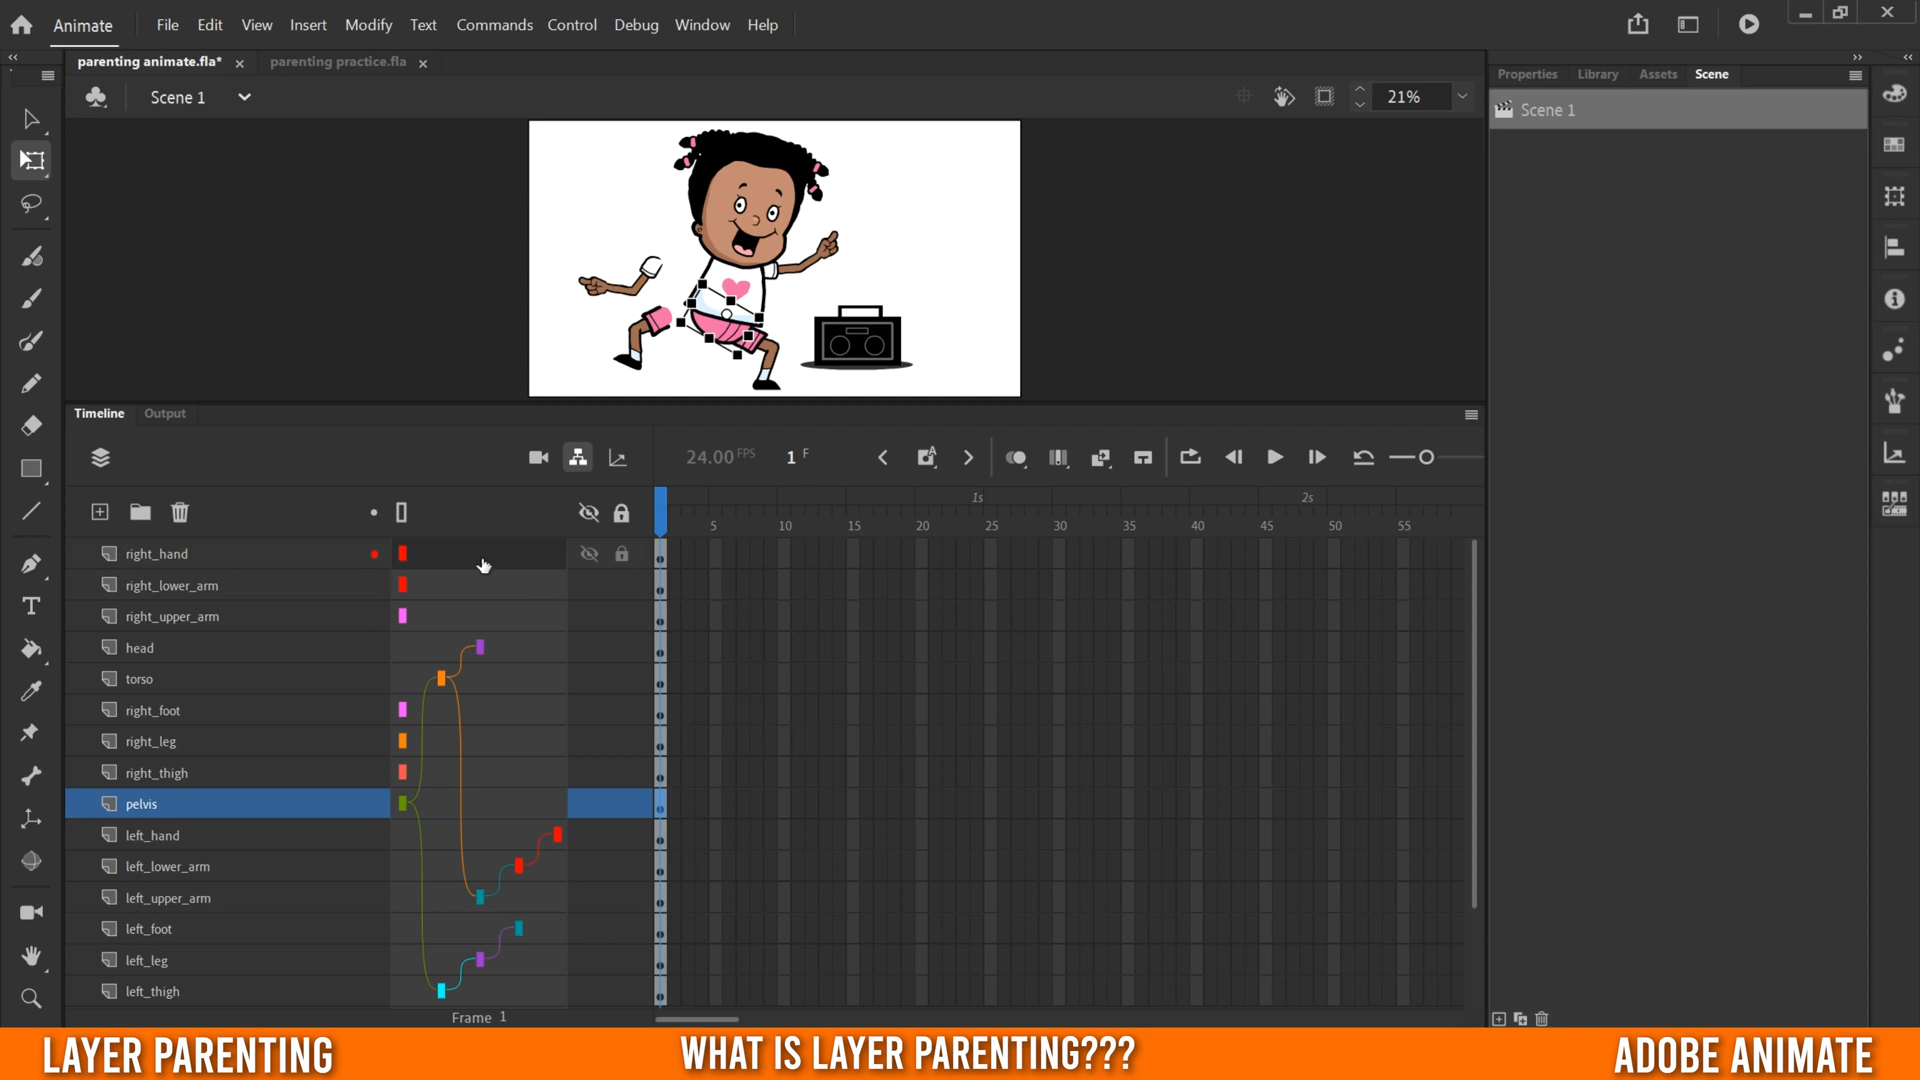 Animate File Edit View Insert Modify Text Commands Control Debug Window Help
parenting animate.fla* parenting practice.fla
Properties Library Assets Scene
Scene 1 21%
Scene 1
Timeline Output
24.00 FPS 1 F
1s 2s
5 10 15 20 25 30 35 40 45 50 55
right_hand
right_lower_arm
right_upper_arm
head
torso
right_foot
right_leg
right_thigh
pelvis
left_hand
left_lower_arm
left_upper_arm
left_foot
left_leg
left_thigh
Frame 1
LAYER PARENTING WHAT IS LAYER PARENTING??? ADOBE ANIMATE